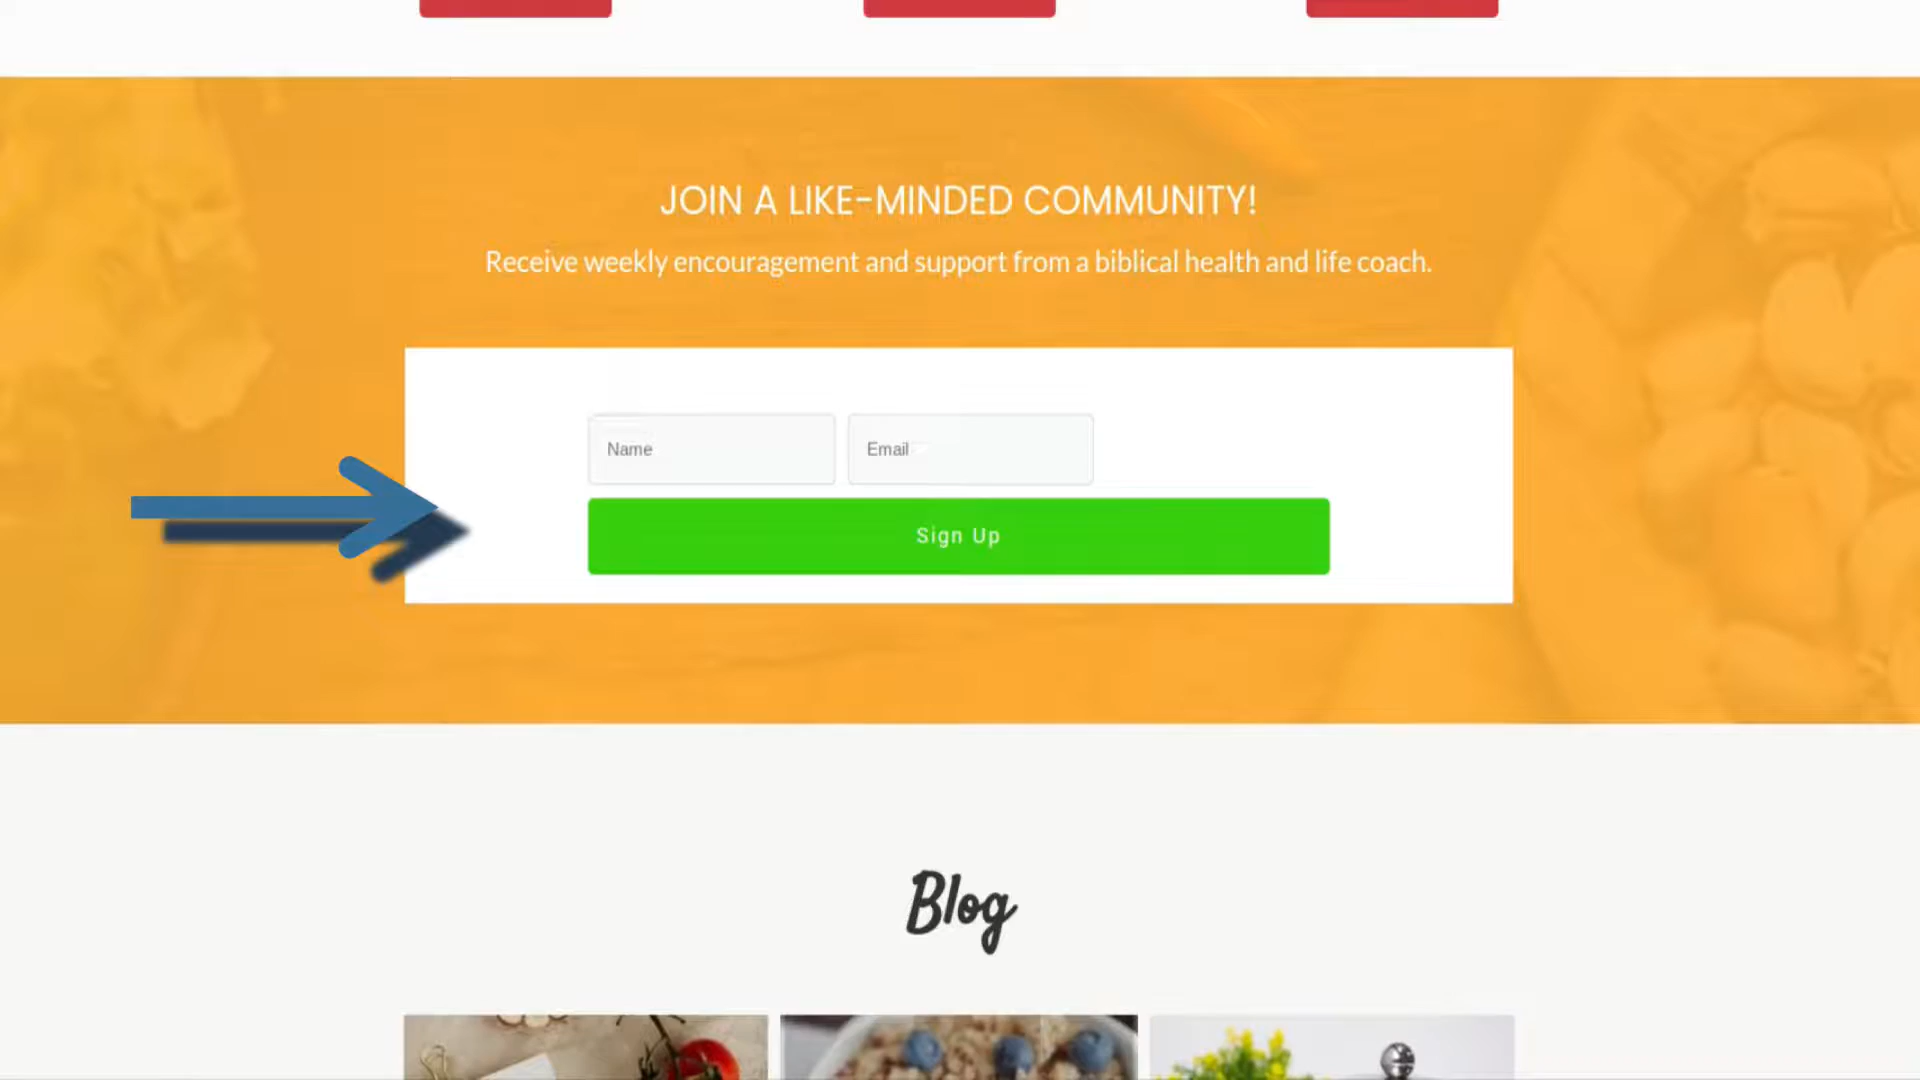 JOIN A LIKE-MINDED COMMUNITY!
Receive weekly encouragement and support from a biblical health and life coach.
Name
Email
Sign Up
Blog